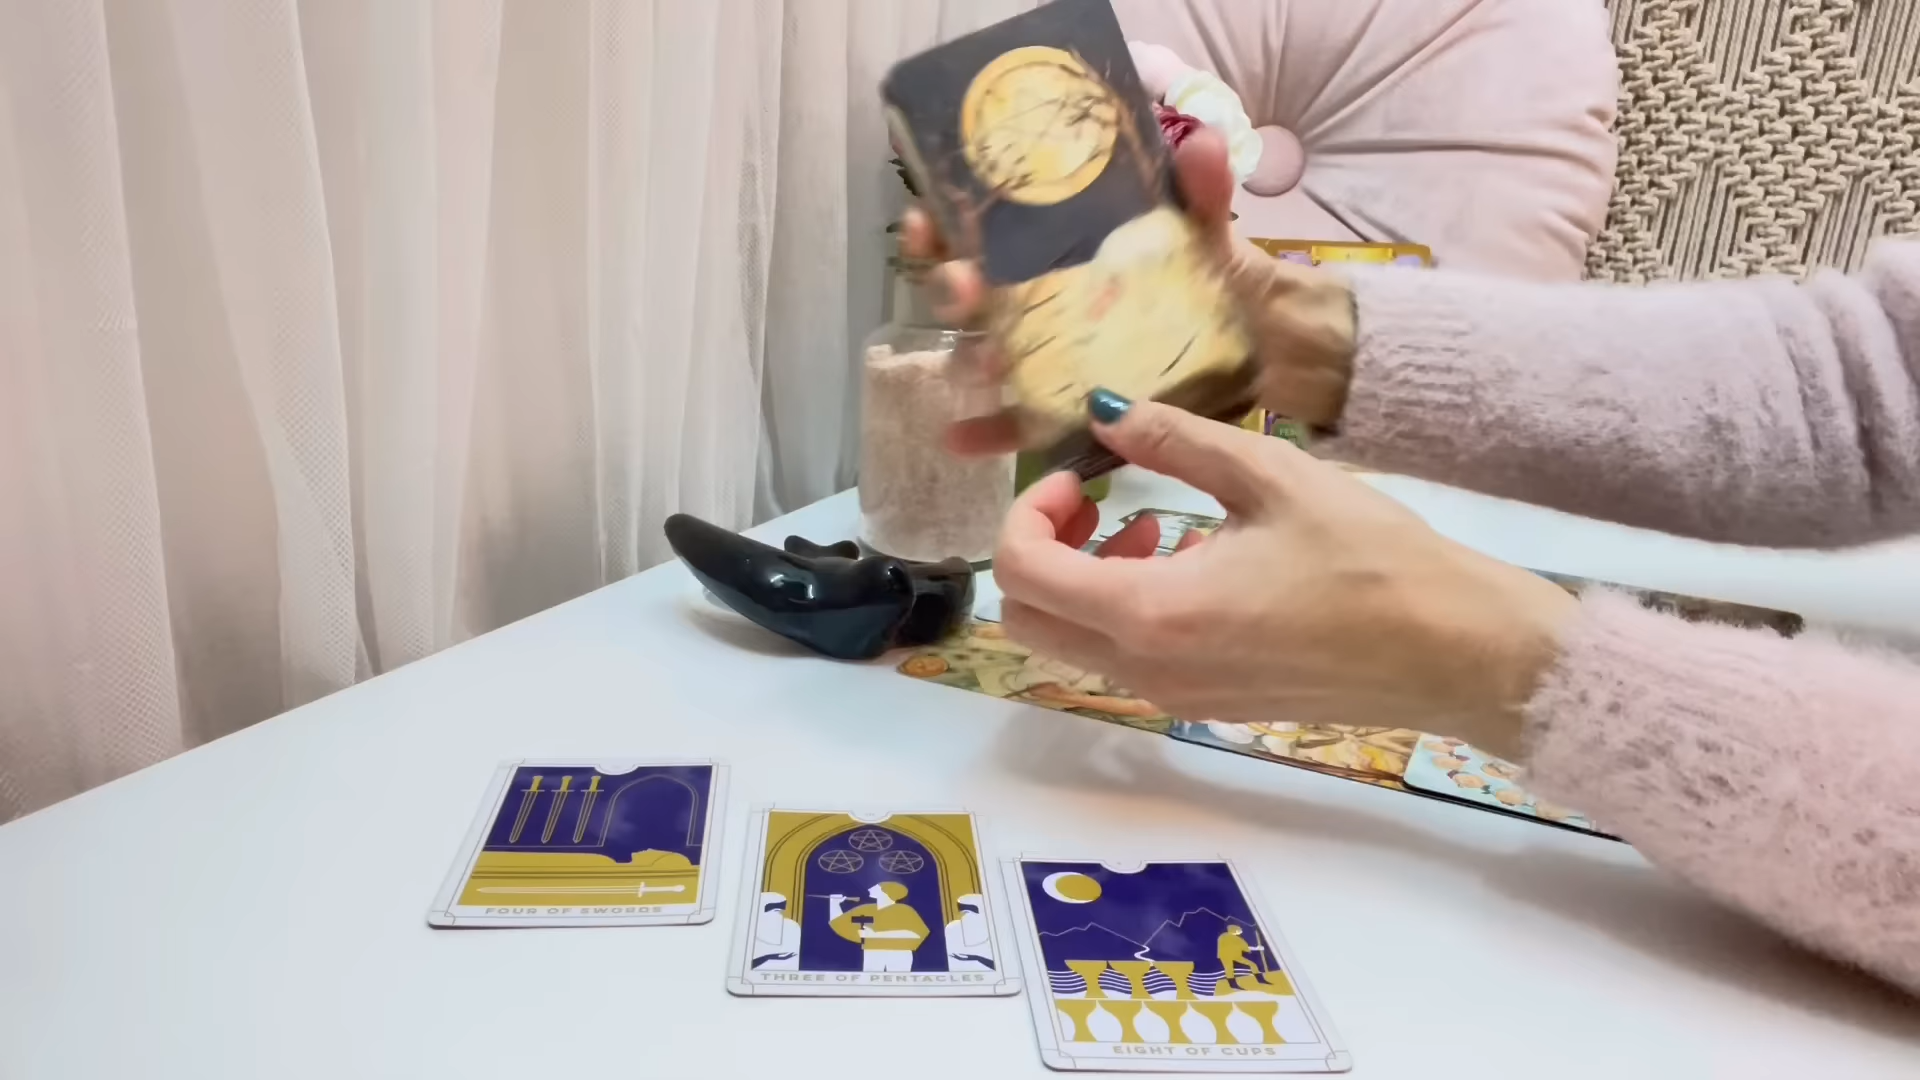 FOUR OF SWORDS
THREE OF PENTACLES
EIGHT OF CUPS